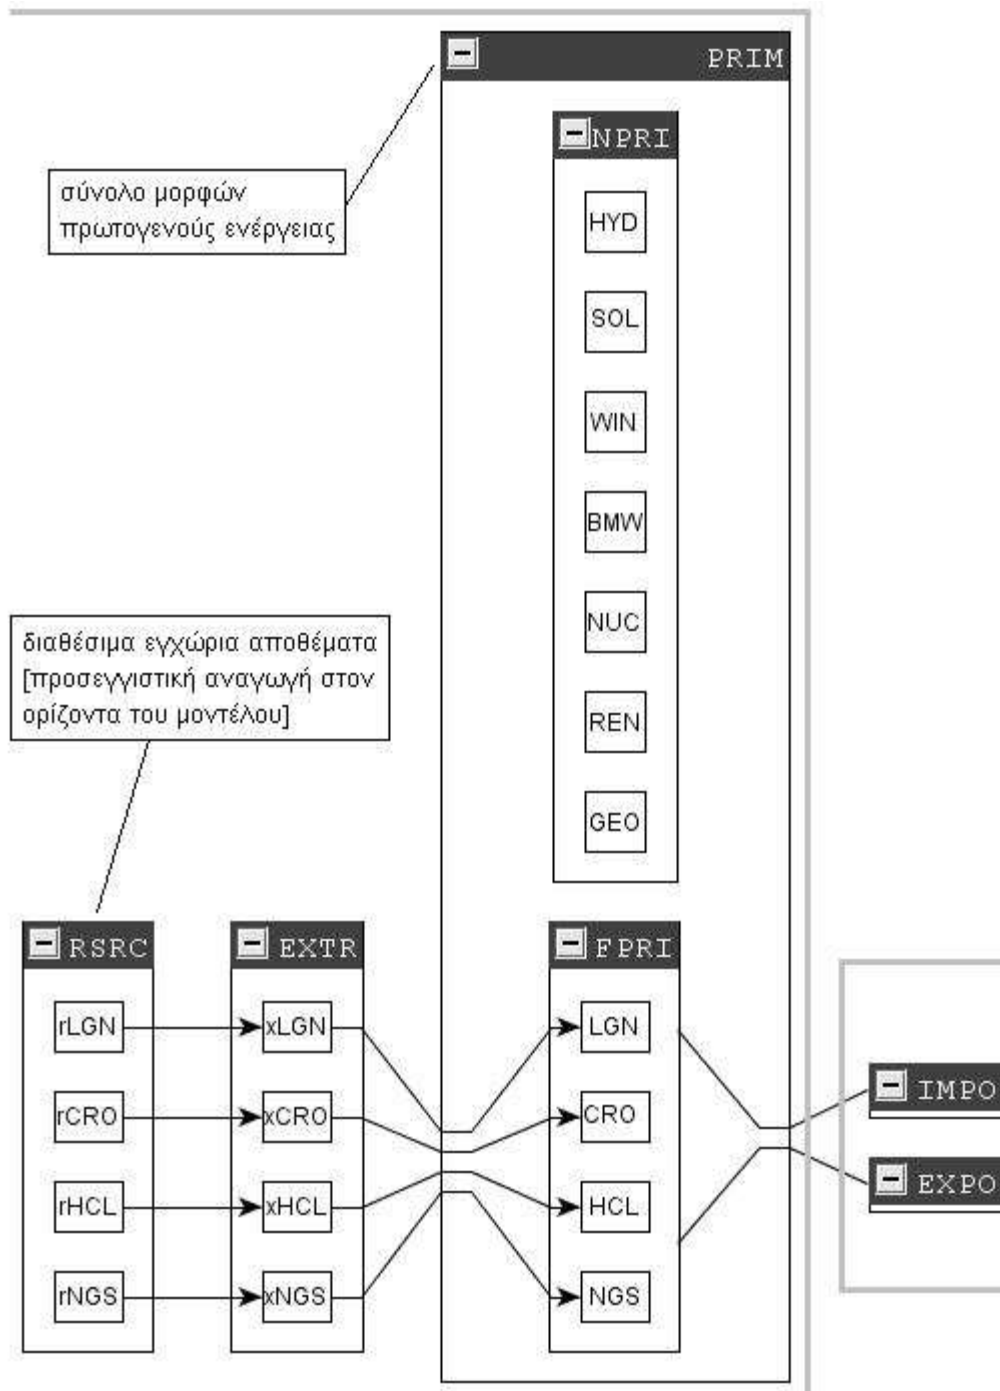 PRIM
NPRI
σύνολο μορφών
πρωτογενούς ενέργειας
HYD
SOL
WIN
BMW
NUC
REN
GEO
διαθέσιμα εγχώρια αποθέματα
[προσεγγιστική αναγωγή στον
ορίζοντα του μοντέλου]
RSRC
EXTR
FPRI
rLGN
xLGN
LGN
rCRO
xCRO
CRO
rHCL
xHCL
HCL
rNGS
xNGS
NGS
IMPO
EXPO